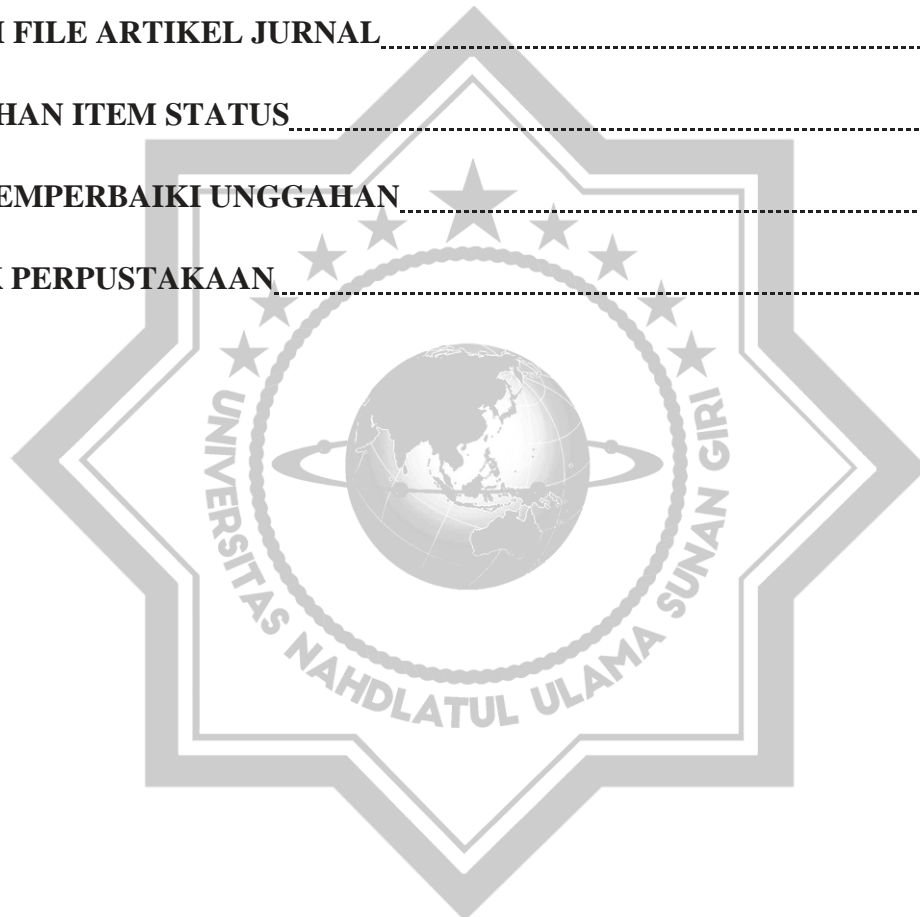 FILE ARTIKEL JURNAL
HAN ITEM STATUS
EMPERBAIKI UNGGAHAN
PERPUSTAKAAN
UNIVERSITAS NAHDLATUL ULAMA SUNAN GIRI